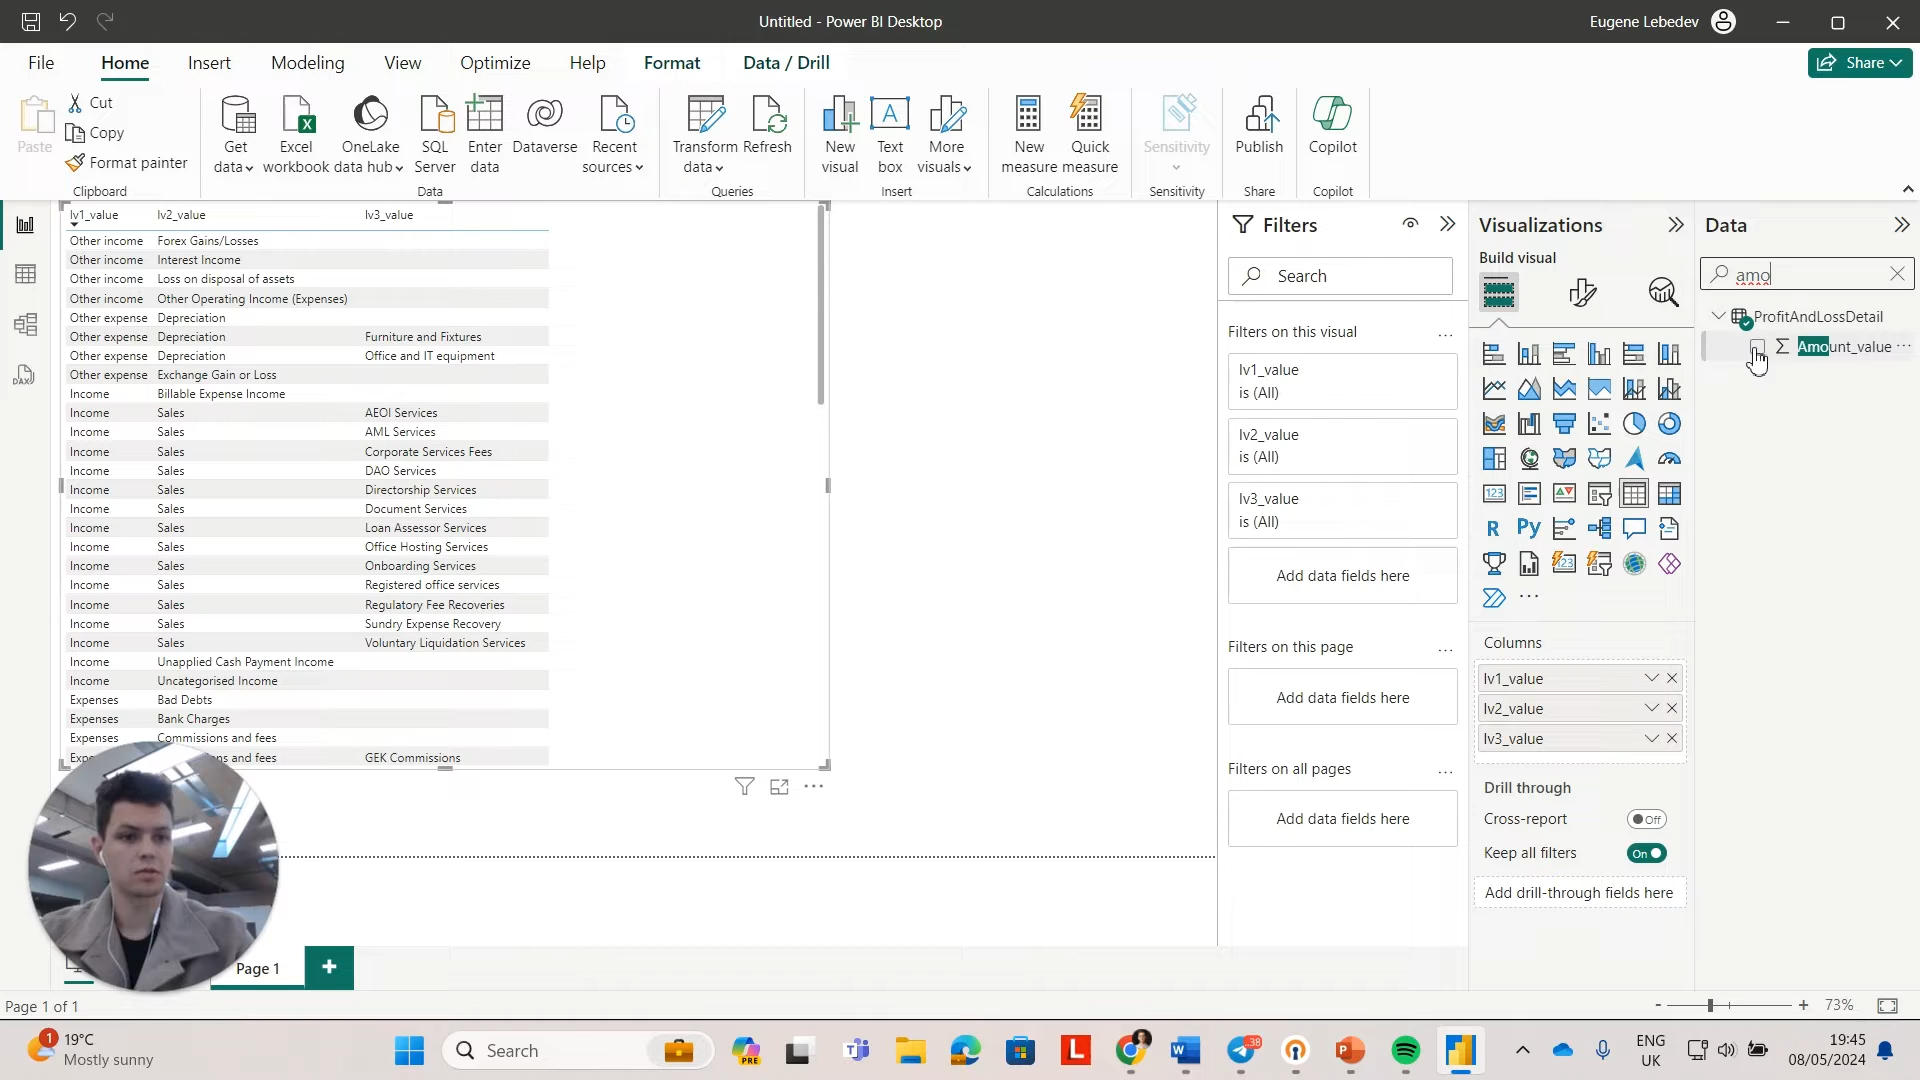 Untitled - Power BI Desktop
Eugene Lebedev
File Home Insert Modeling View Optimize Help Format Data / Drill
Share
Paste
Cut
Copy
Format painter
Clipboard
Get data
Excel workbook
OneLake data hub
SQL Server
Enter data
Dataverse
Recent sources
Data
Transform data
Refresh
Queries
New visual
A
Text box
More visuals
Insert
New measure
Quick measure
Calculations
Sensitivity
Sensitivity
Publish
Share
Copilot
Copilot
DAX
lv1_value lv2_value lv3_value
Other income Forex Gains/Losses
Other income Interest Income
Other income Loss on disposal of assets
Other income Other Operating Income (Expenses)
Other expense Depreciation
Other expense Depreciation Furniture and Fixtures
Other expense Depreciation Office and IT equipment
Other expense Exchange Gain or Loss
Income Billable Expense Income
Income Sales AEOI Services
Income Sales AML Services
Income Sales Corporate Services Fees
Income Sales DAO Services
Income Sales Directorship Services
Income Sales Document Services
Income Sales Loan Assessor Services
Income Sales Office Hosting Services
Income Sales Onboarding Services
Income Sales Registered office services
Income Sales Regulatory Fee Recoveries
Income Sales Sundry Expense Recovery
Income Sales Voluntary Liquidation Services
Income Unapplied Cash Payment Income
Income Uncategorised Income
Expenses Bad Debts
Expenses Bank Charges
Expenses Commissions and fees
and fees GEK Commissions
Filters
Search
Filters on this visual ...
lv1_value
is (All)
lv2_value
is (All)
lv3_value
is (All)
Add data fields here
Filters on this page ...
Add data fields here
Filters on all pages ...
Add data fields here
Visualizations
Build visual
123
R Py
123
...
Columns
lv1_value
lv2_value
lv3_value
Drill through
Cross-report Off
Keep all filters On
Add drill-through fields here
Data
amo
ProfitAndLossDetail
Amount_value ...
Page 1
+
Page 1 of 1
- + 73%
1
19°C
Mostly sunny
Search
PRE
L
38
ENG
UK
19:45
08/05/2024